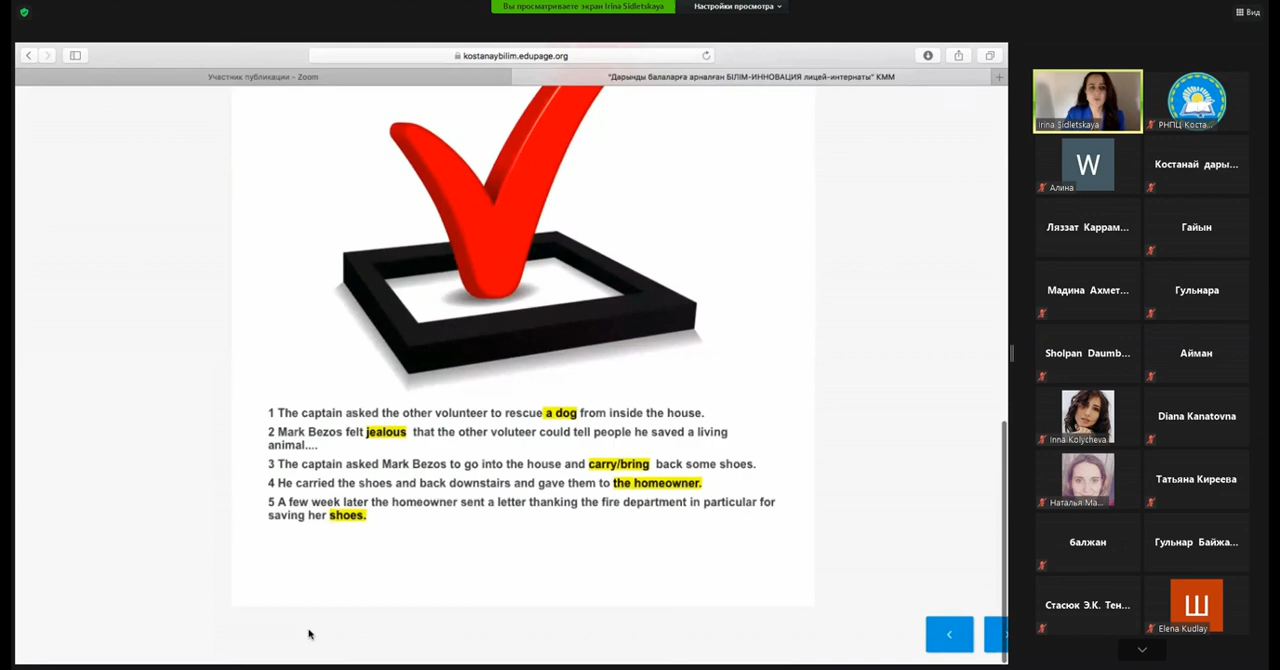 Вы просматриваете экран Irina Sidletskaya
Настройки просмотра
Вид
kostanaybilim.edupage.org
Участник публикации - Zoom
"Дарынды балаларға арналған БІЛІМ-ИННОВАЦИЯ лицей-интернаты" КММ
1 The captain asked the other volunteer to rescue a dog from inside the house.
2 Mark Bezos felt jealous that the other voluteer could tell people he saved a living
animal....
3 The captain asked Mark Bezos to go into the house and carry/bring back some shoes.
4 He carried the shoes and back downstairs and gave them to the homeowner.
5 A few week later the homeowner sent a letter thanking the fire department in particular for
saving her shoes.
Irina Sidletskaya
РНПЦ Коста...
W
Алина
Костанай дары...
Ляззат Каррам...
Гайын
Мадина Ахмет...
Гульнара
Sholpan Daumb...
Айман
Inna Kolycheva
Diana Kanatovna
Наталья Ма...
Татьяна Киреева
балжан
Гульнар Байжа...
Стасюк Э.К. Тен...
Ш
Elena Kudlay